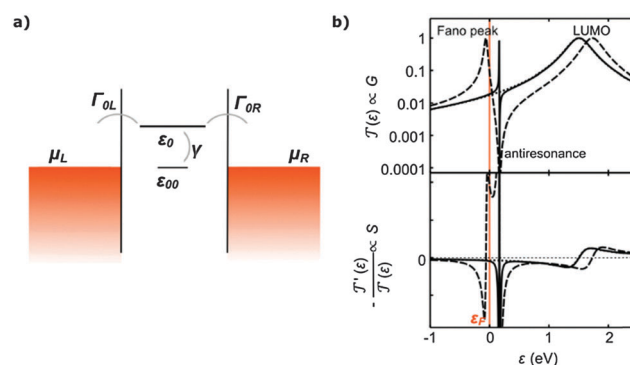 a)
Γ0L
Γ0R
ε0
γ
μL
μR
ε00
b)
Fano peak
LUMO
1
0.1
0.01
0.001
0.0001
𝒯(ε) ∝ G
antiresonance
0
- 𝒯'(ε)/𝒯(ε) ∝ S
εF
-1
0
1
2
ε (eV)